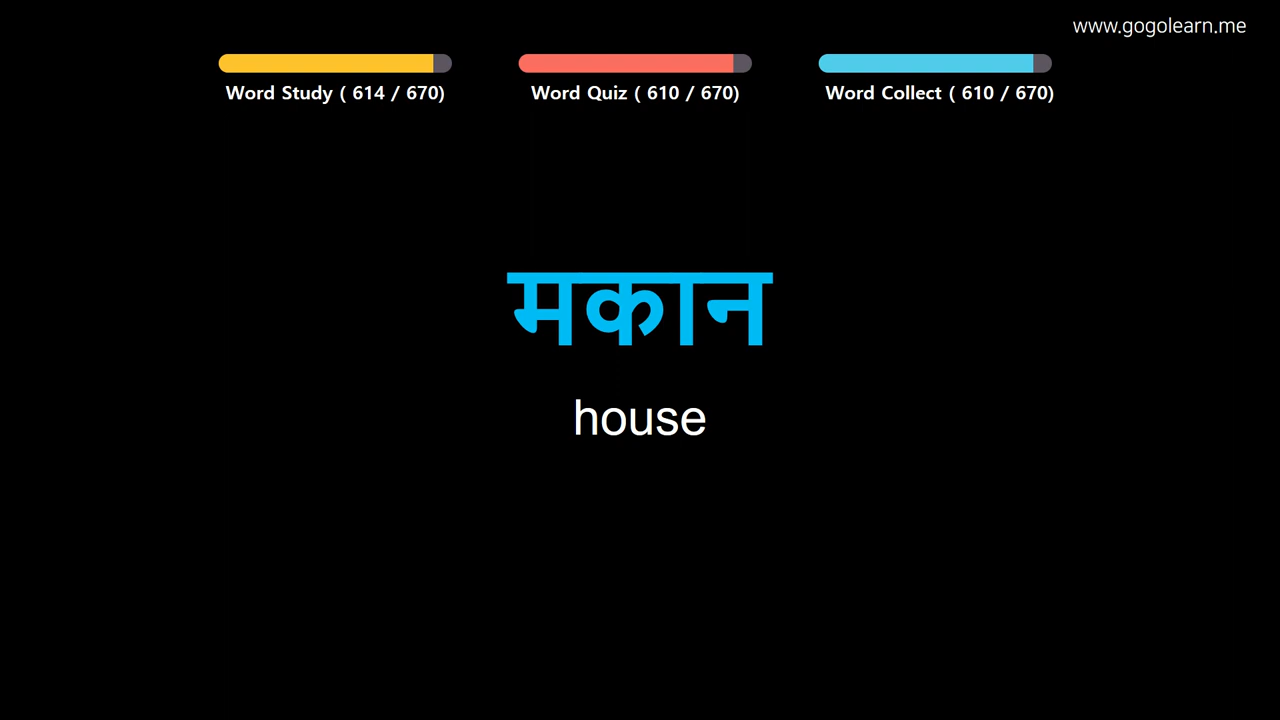 www.gogolearn.me
Word Study ( 614 / 670)
Word Quiz ( 610 / 670)
Word Collect ( 610 / 670)
मकान
house